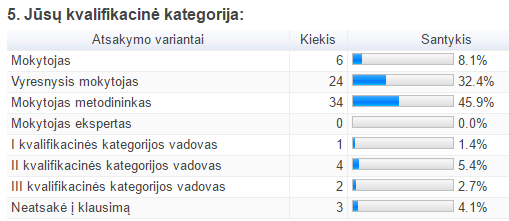 5. Jūsų kvalifikacinė kategorija:
Atsakymo variantai Kiekis Santykis
Mokytojas 6 8.1%
Vyresnysis mokytojas 24 32.4%
Mokytojas metodininkas 34 45.9%
Mokytojas ekspertas 0 0.0%
I kvalifikacinės kategorijos vadovas 1 1.4%
II kvalifikacinės kategorijos vadovas 4 5.4%
III kvalifikacinės kategorijos vadovas 2 2.7%
Neatsakė į klausimą 3 4.1%